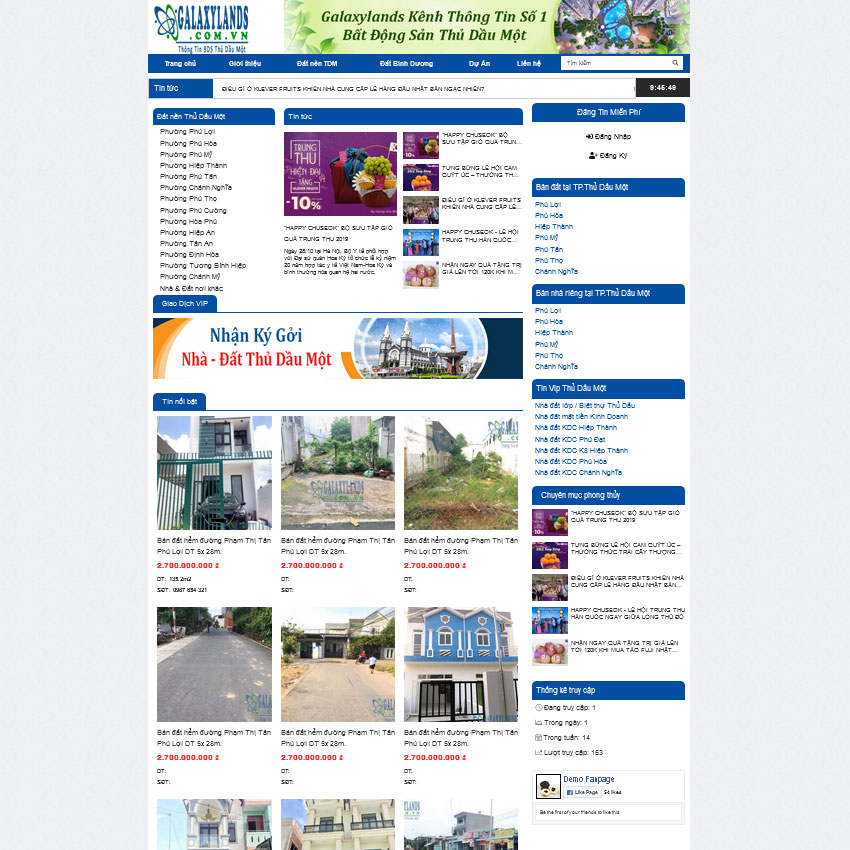 GALAXYLANDS
.COM.VN
Thông Tin BDS Thủ Dầu Một
Galaxylands Kênh Thông Tin Số 1
Bất Động Sản Thủ Dầu Một
Trang chủ
Giới thiệu
Đất nền TDM
Đất Bình Dương
Dự Án
Liên hệ
Tìm kiếm
Tin tức
ĐIỀU GÌ Ở KLEVER FRUITS KHIẾN NHÀ CUNG CẤP LÊ HÀNG ĐẦU NHẬT BẢN NGẠC NHIÊN?
9:45:49
Đất nền Thủ Dầu Một
Phường Phú Lợi
Phường Phú Hòa
Phường Phú Mỹ
Phường Hiệp Thành
Phường Phú Tân
Phường Chánh Nghĩa
Phường Phú Thọ
Phường Phú Cường
Phường Hòa Phú
Phường Hiệp An
Phường Tân An
Phường Định Hòa
Phường Tương Bình Hiệp
Phường Chánh Mỹ
Nhà & Đất nơi khác
Tin tức
TRUNG
THU
HIỆN ĐẠI
TẶNG
-10%
"HAPPY CHUSEOK" BỘ SƯU TẬP GIỎ
QUÀ TRUNG THU 2019
Ngày 28/10 tại Hà Nội, Bộ Y tế phối hợp
với Đại sứ quán Hoa Kỳ tổ chức lễ kỷ niệm
20 năm hợp tác y tế Việt Nam-Hoa Kỳ và
bình thường hóa quan hệ hai nước.
"HAPPY CHUSEOK" BỘ
SƯU TẬP GIỎ QUÀ TRUN...
TƯNG BỪNG LỄ HỘI CAM
QUÝT ÚC – THƯỞNG TH...
ĐIỀU GÌ Ở KLEVER FRUITS
KHIẾN NHÀ CUNG CẤP LÊ...
HAPPY CHUSEOK - LỄ HỘI
TRUNG THU HÀN QUỐC...
NHẬN NGAY QUÀ TẶNG TRỊ
GIÁ LÊN TỚI 120K KHI M...
Giao Dịch VIP
Nhận Ký Gởi
Nhà - Đất Thủ Dầu Một
Tin nổi bật
Bán đất hẻm đường Phạm Thị Tân
Phú Lợi DT 5x 28m.
2.700.000.000 đ
DT: 135.2m2
SĐT: 0987 654 321
Bán đất hẻm đường Phạm Thị Tân
Phú Lợi DT 5x 28m.
2.700.000.000 đ
DT:
SĐT:
Bán đất hẻm đường Phạm Thị Tân
Phú Lợi DT 5x 28m.
2.700.000.000 đ
DT:
SĐT:
Bán đất hẻm đường Phạm Thị Tân
Phú Lợi DT 5x 28m.
2.700.000.000 đ
DT:
SĐT:
Bán đất hẻm đường Phạm Thị Tân
Phú Lợi DT 5x 28m.
2.700.000.000 đ
DT:
SĐT:
Bán đất hẻm đường Phạm Thị Tân
Phú Lợi DT 5x 28m.
2.700.000.000 đ
DT:
SĐT:
Đăng Tin Miễn Phí
Đăng Nhập
Đăng Ký
Bán đất tại TP.Thủ Dầu Một
Phú Lợi
Phú Hòa
Hiệp Thành
Phú Mỹ
Phú Tân
Phú Thọ
Chánh Nghĩa
Bán nhà riêng tại TP.Thủ Dầu Một
Phú Lợi
Phú Hòa
Hiệp Thành
Phú Mỹ
Phú Thọ
Chánh Nghĩa
Tin Vip Thủ Dầu Một
Nhà đất lớp / Biệt thự Thủ Dầu
Nhà đất mặt tiền Kinh Doanh
Nhà đất KDC Hiệp Thành
Nhà đất KDC Phú Đạt
Nhà đất KDC K8 Hiệp Thành
Nhà đất KDC Phú Hòa
Nhà đất KDC Chánh Nghĩa
Chuyên mục phong thủy
"HAPPY CHUSEOK" BỘ SƯU TẬP GIỎ
QUÀ TRUNG THU 2019
TƯNG BỪNG LỄ HỘI CAM QUÝT ÚC –
THƯỞNG THỨC TRÁI CÂY THƯỢNG...
ĐIỀU GÌ Ở KLEVER FRUITS KHIẾN NHÀ
CUNG CẤP LÊ HÀNG ĐẦU NHẬT BẢN...
HAPPY CHUSEOK - LỄ HỘI TRUNG THU
HÀN QUỐC NGAY GIỮA LÒNG THỦ ĐÔ
NHẬN NGAY QUÀ TẶNG TRỊ GIÁ LÊN
TỚI 120K KHI MUA TÁO FUJI NHẬT...
Thống kê truy cập
Đang truy cập: 1
Trong ngày: 1
Trong tuần: 14
Lượt truy cập: 153
Demo Fanpage
Like Page
54 likes
Be the first of your friends to like this